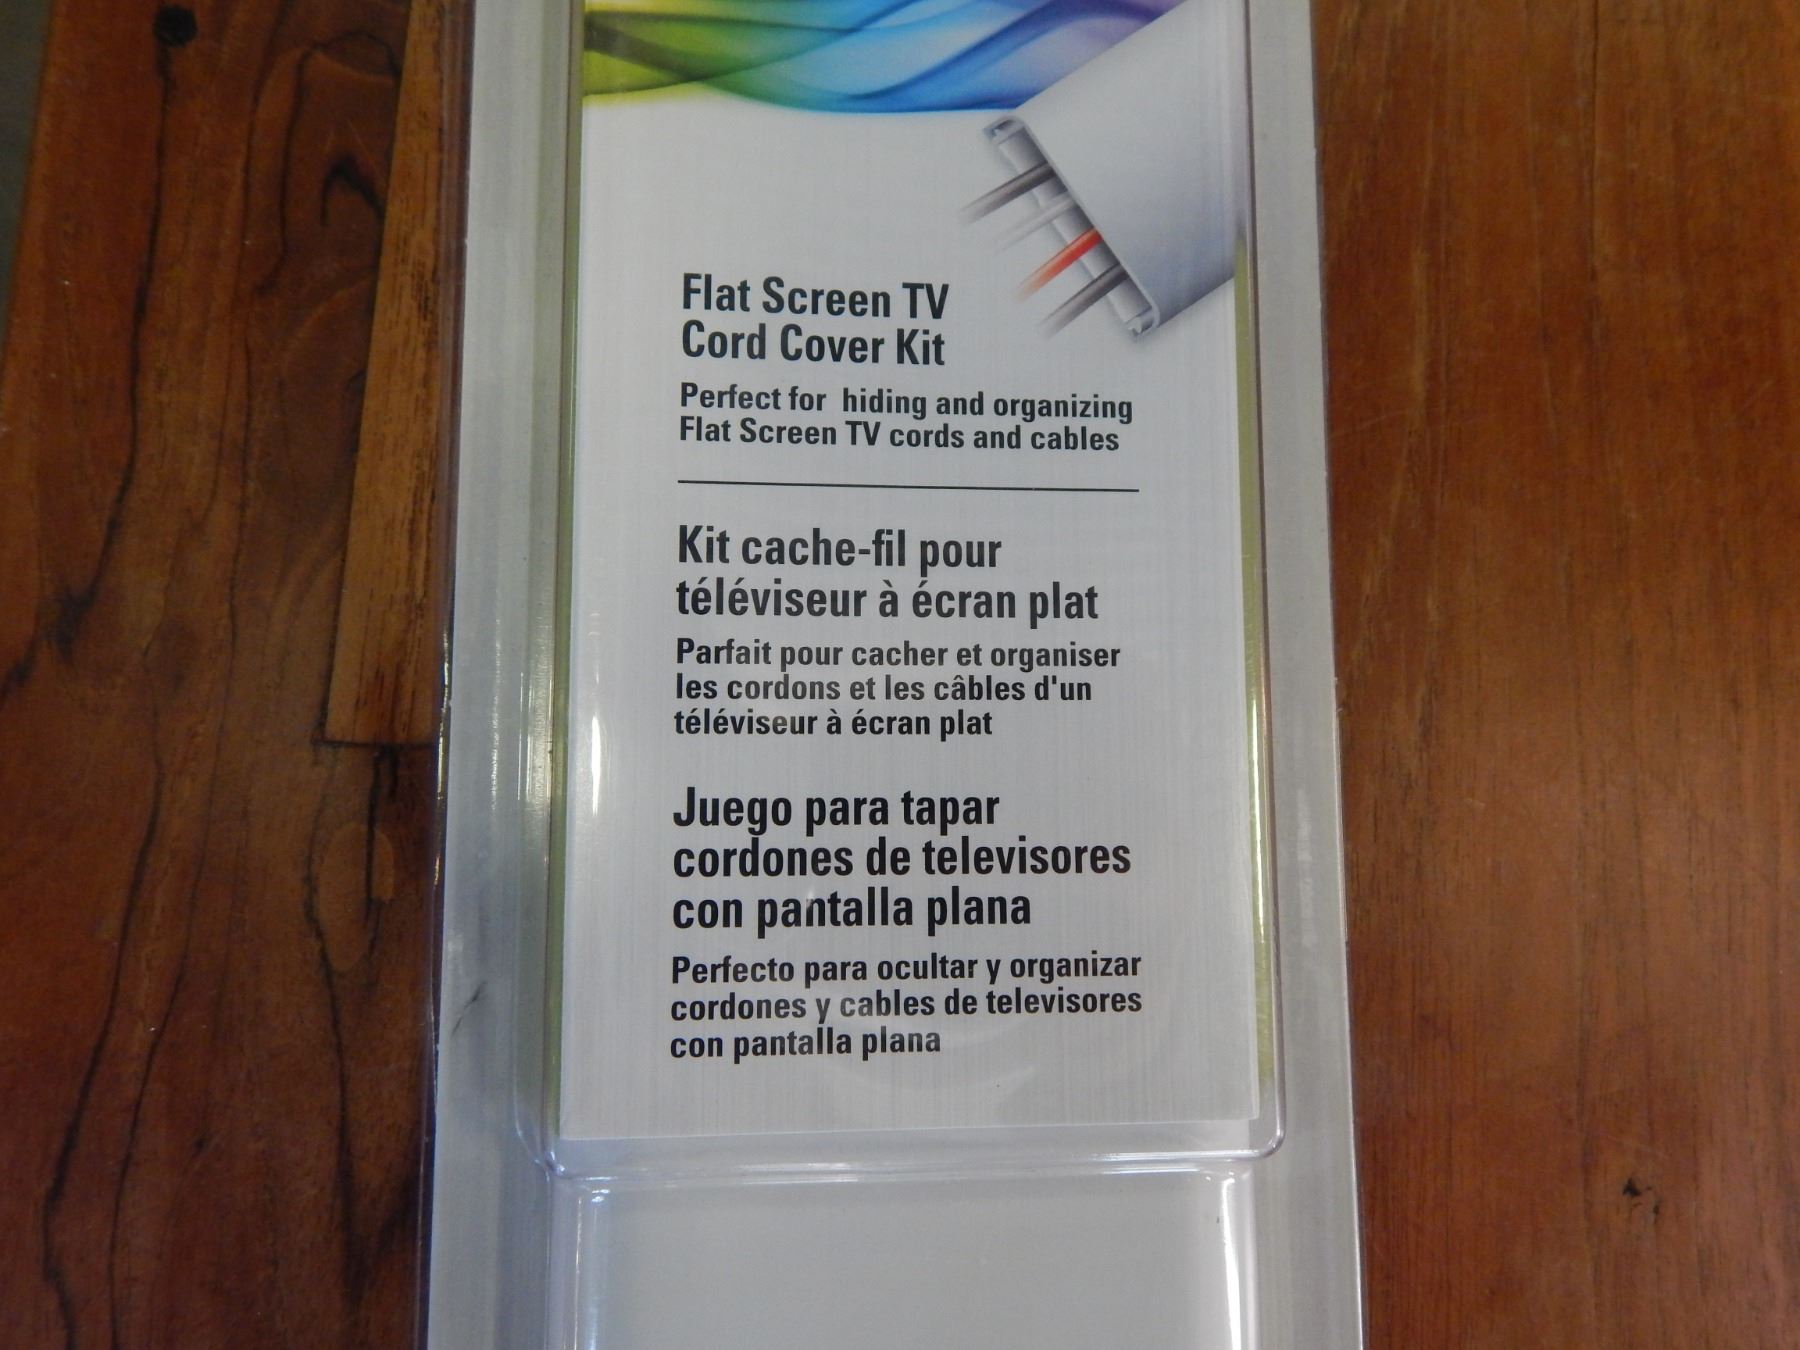 Flat Screen TV
Cord Cover Kit
Perfect for hiding and organizing
Flat Screen TV cords and cables
Kit cache-fil pour
téléviseur à écran plat
Parfait pour cacher et organiser
les cordons et les câbles d'un
téléviseur à écran plat
Juego para tapar
cordones de televisores
con pantalla plana
Perfecto para ocultar y organizar
cordones y cables de televisores
con pantalla plana